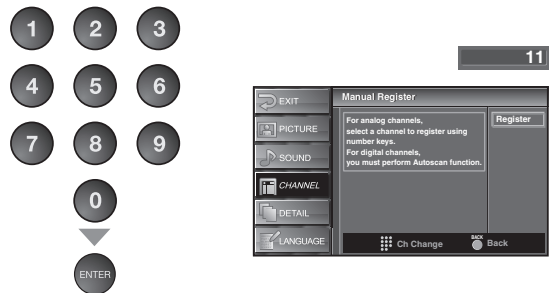 1 2 3
4 5 6
7 8 9
0
ENTER
11
EXIT
PICTURE
SOUND
CHANNEL
DETAIL
LANGUAGE
Manual Register
For analog channels,
select a channel to register using
number keys.
For digital channels,
you must perform Autoscan function.
Register
Ch Change BACK Back